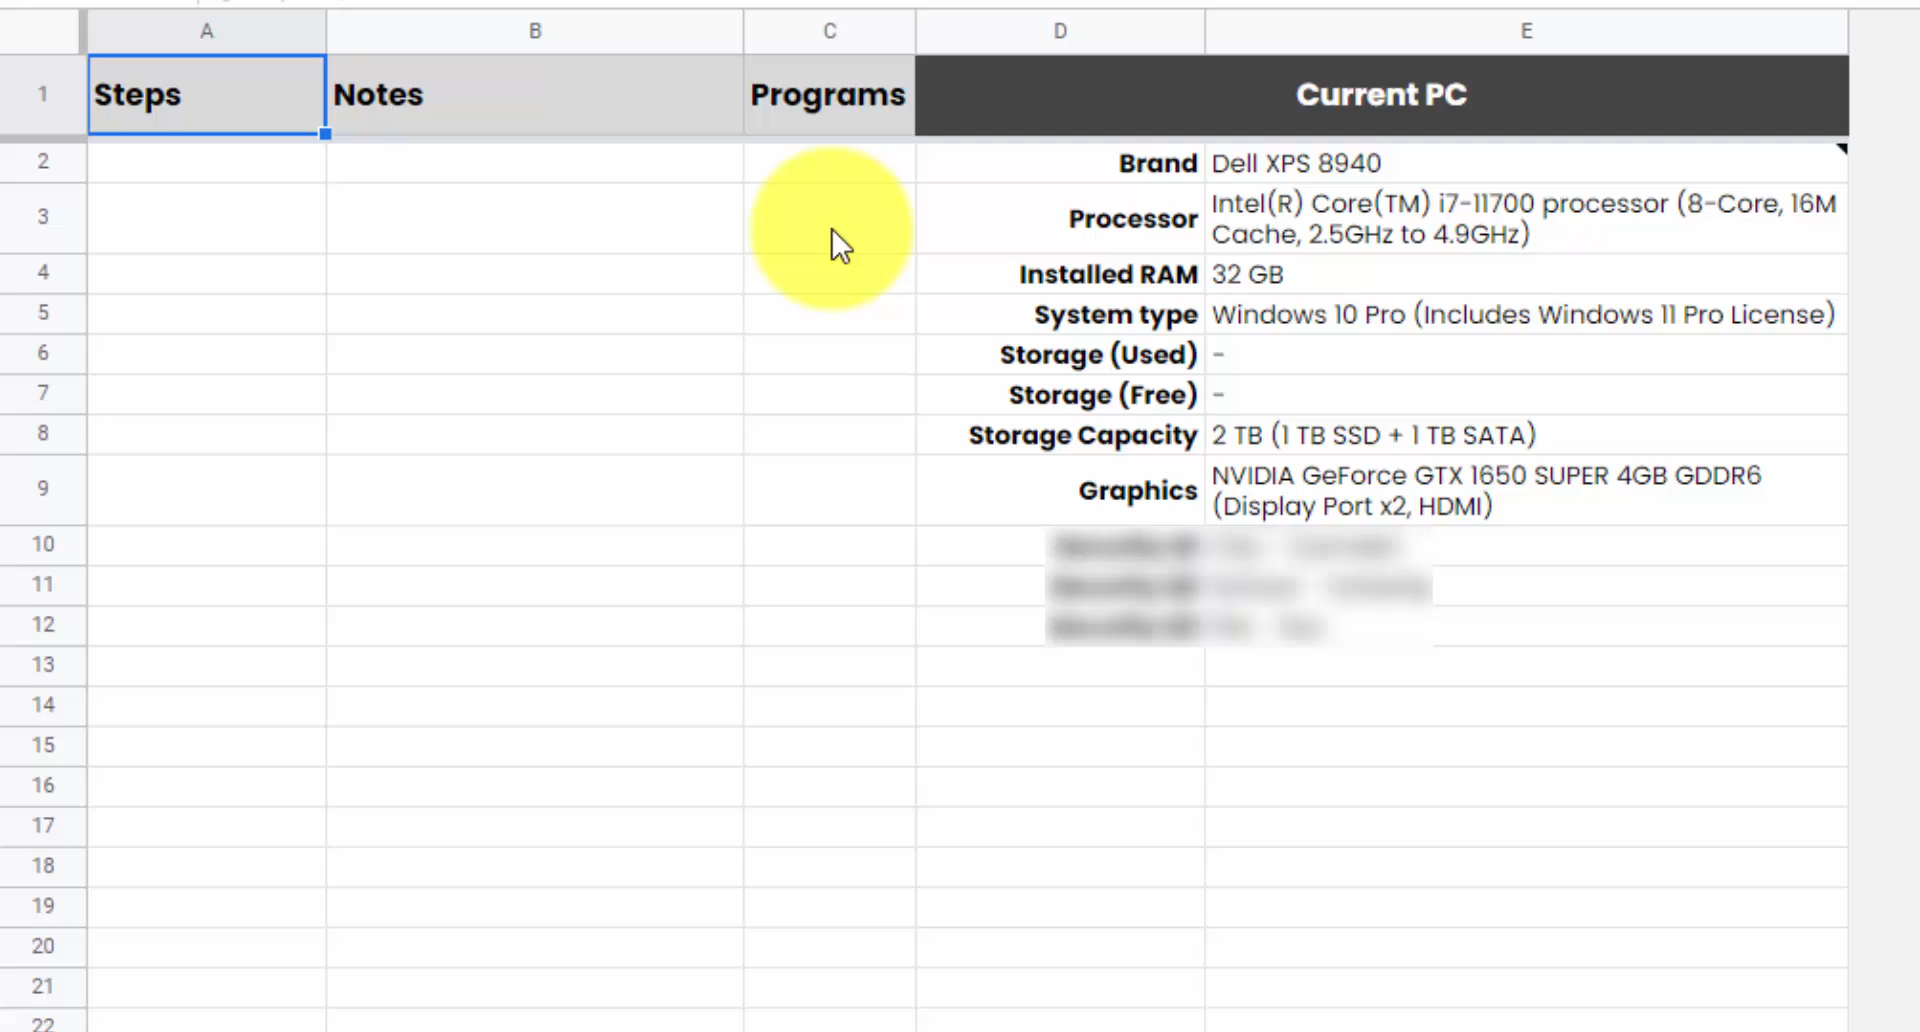 A B C D E
1 Steps Notes Programs Current PC
2 Brand Dell XPS 8940
3 Processor Intel(R) Core(TM) i7-11700 processor (8-Core, 16M
Cache, 2.5GHz to 4.9GHz)
4 Installed RAM 32 GB
5 System type Windows 10 Pro (Includes Windows 11 Pro License)
6 Storage (Used) -
7 Storage (Free) -
8 Storage Capacity 2 TB (1 TB SSD + 1 TB SATA)
9 Graphics NVIDIA GeForce GTX 1650 SUPER 4GB GDDR6
(Display Port x2, HDMI)
10
11
12
13
14
15
16
17
18
19
20
21
22